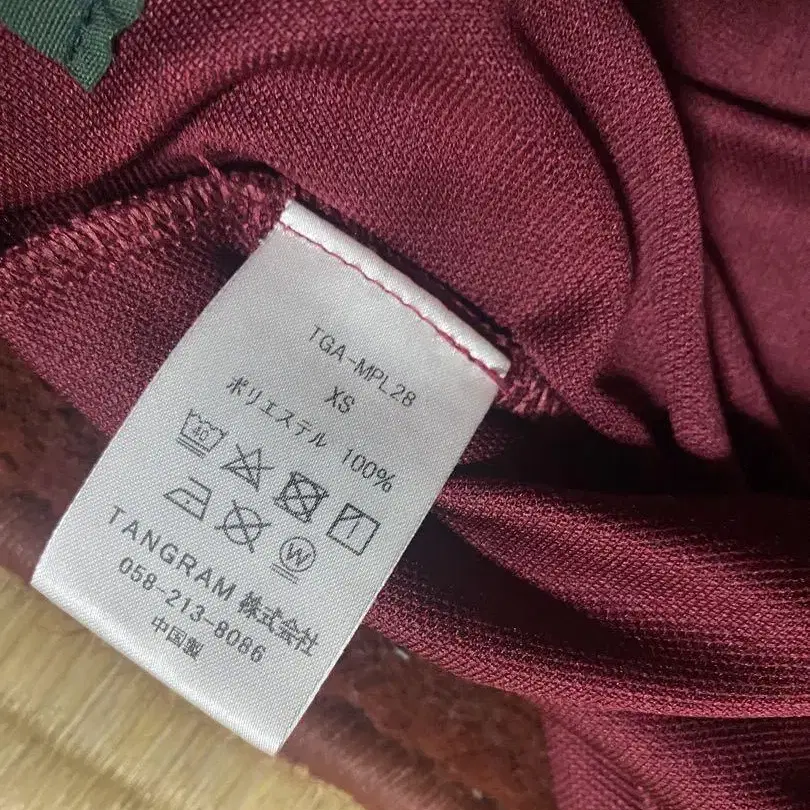 TGA-MPL28
XS
ポリエステル 100%
40
W
TANGRAM 株式会社
058-213-8086
中国製